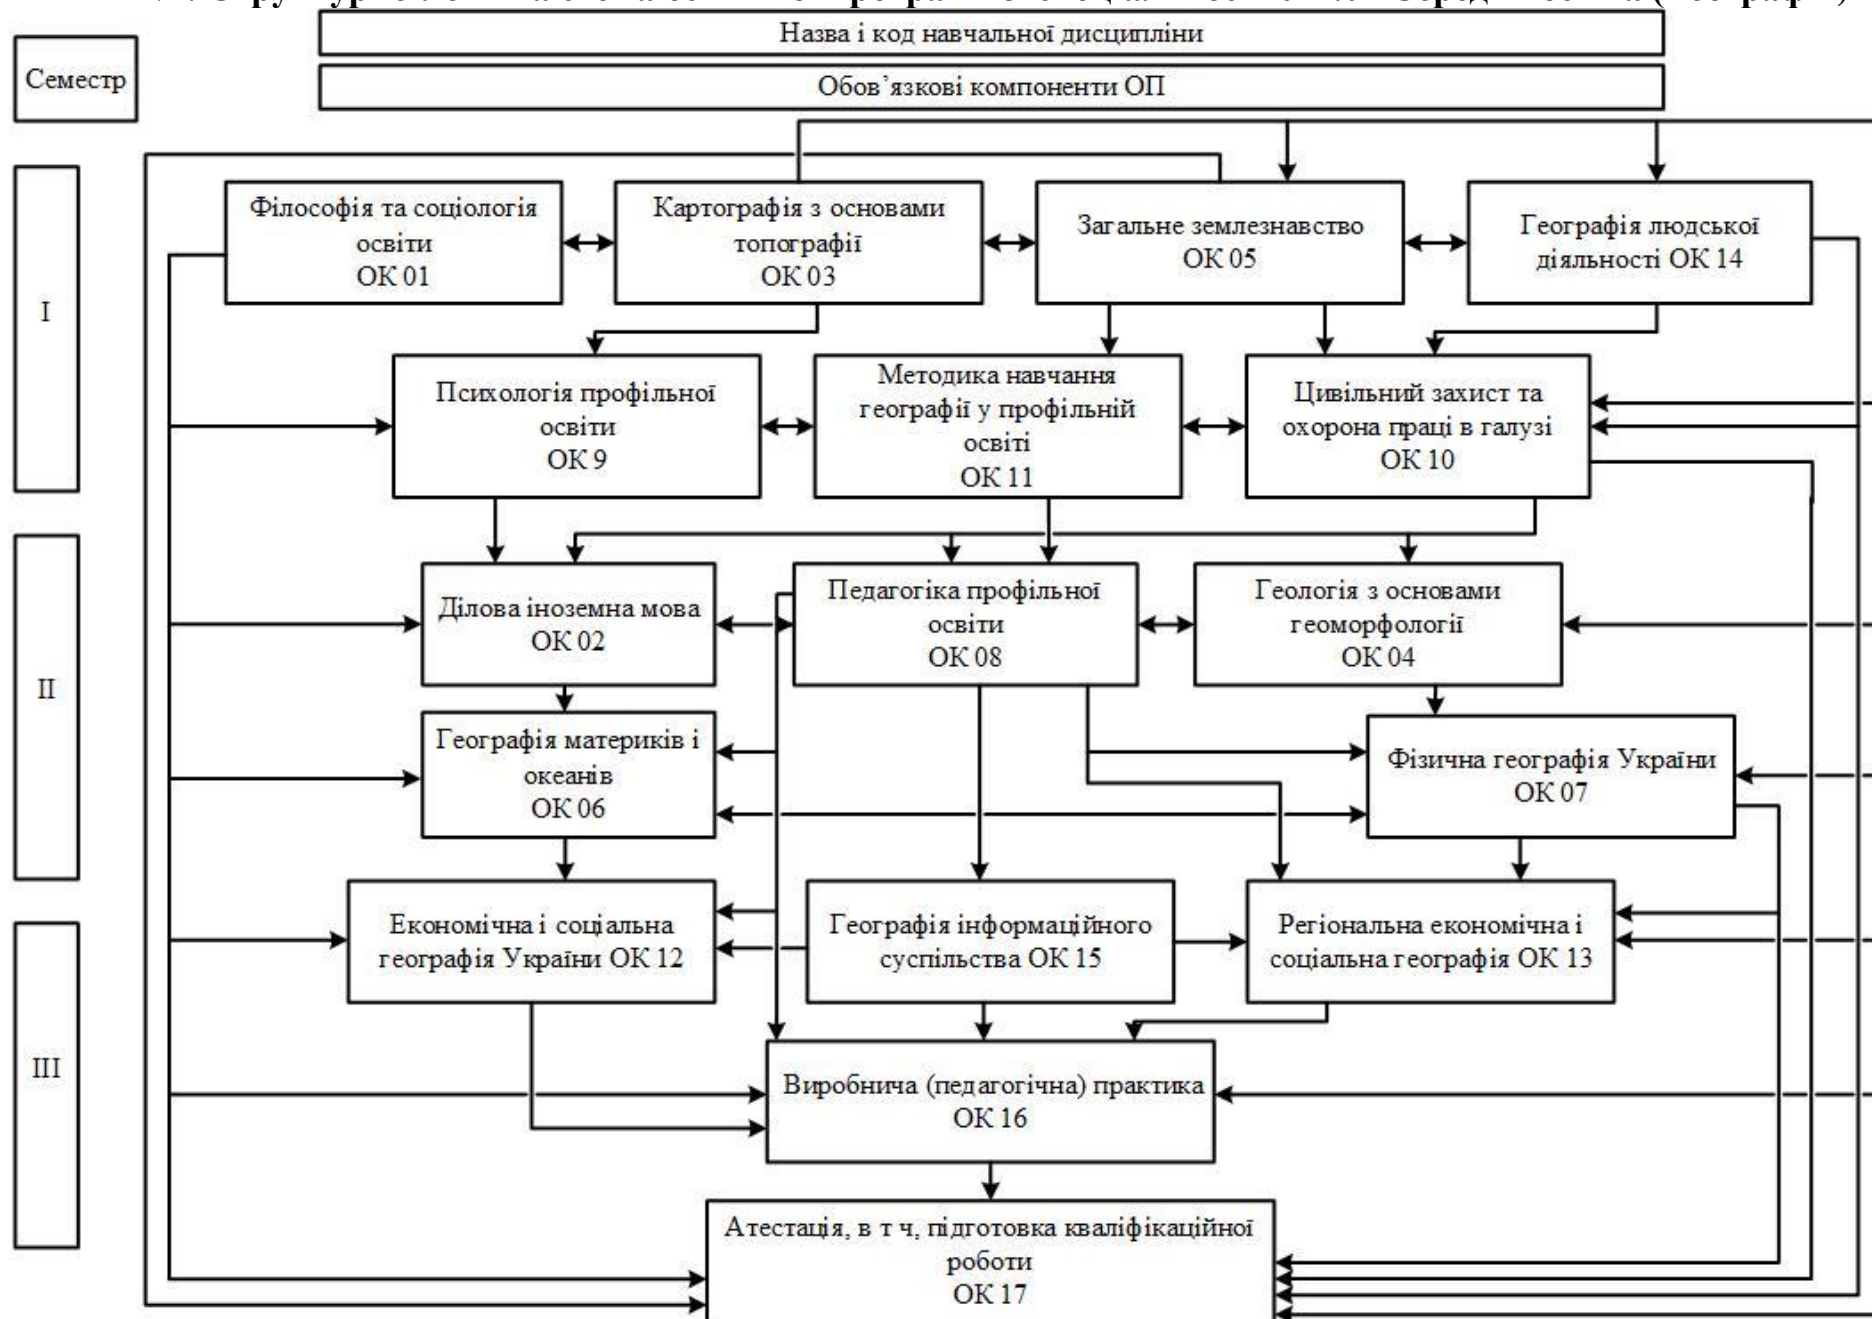 Назва і код навчальної дисципліни
Семестр
Обов’язкові компоненти ОП
I
Філософія та соціологія
освіти
ОК 01
Картографія з основами
топографії
ОК 03
Загальне землезнавство
ОК 05
Географія людської
діяльності ОК 14
Психологія профільної
освіти
ОК 9
Методика навчання
географії у профільній
освіті
ОК 11
Цивільний захист та
охорона праці в галузі
ОК 10
II
Ділова іноземна мова
ОК 02
Педагогіка профільної
освіти
ОК 08
Геологія з основами
геоморфології
ОК 04
Географія материків і
океанів
ОК 06
Фізична географія України
ОК 07
III
Економічна і соціальна
географія України ОК 12
Географія інформаційного
суспільства ОК 15
Регіональна економічна і
соціальна географія ОК 13
Виробнича (педагогічна) практика
ОК 16
Атестація, в т ч, підготовка кваліфікаційної
роботи
ОК 17